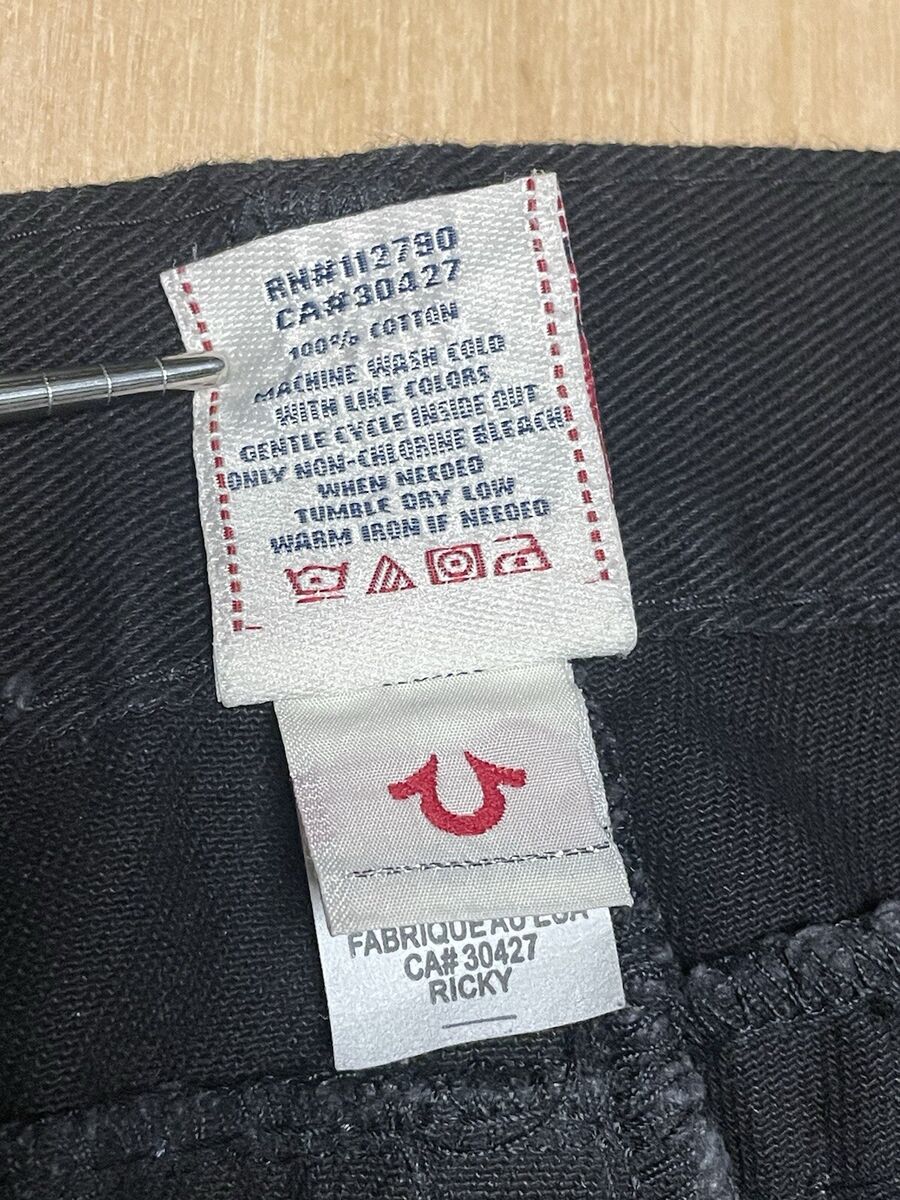 RN#112790
CA#30427
100% COTTON
MACHINE WASH COLD
WITH LIKE COLORS
GENTLE CYCLE INSIDE OUT
ONLY NON-CHLORINE BLEACH
WHEN NEEDED
TUMBLE DRY LOW
WARM IRON IF NEEDED
FABRIQUE AU EUA
CA# 30427
RICKY